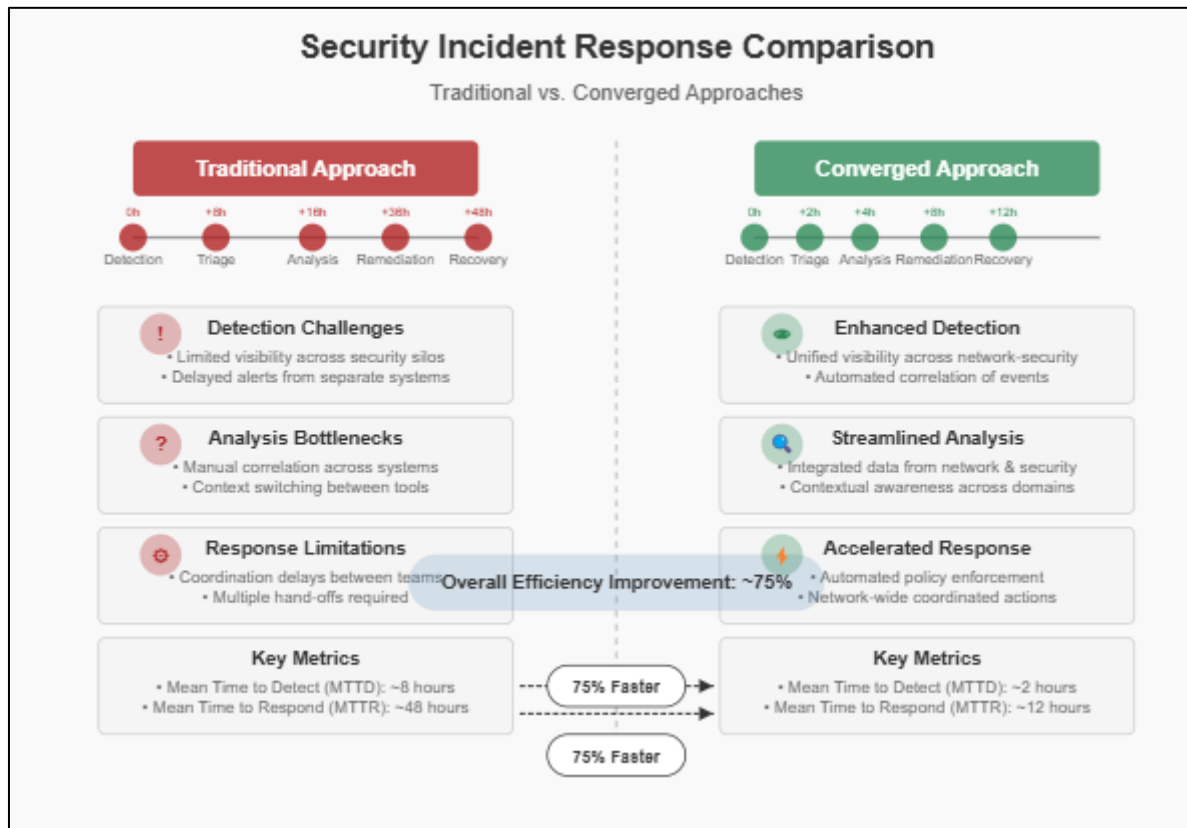 Security Incident Response Comparison
Traditional vs. Converged Approaches
Traditional Approach
0h +8h +16h +36h +48h
Detection Triage Analysis Remediation Recovery
! Detection Challenges
• Limited visibility across security silos
• Delayed alerts from separate systems
? Analysis Bottlenecks
• Manual correlation across systems
• Context switching between tools
Response Limitations
• Coordination delays between teams
• Multiple hand-offs required
Key Metrics
• Mean Time to Detect (MTTD): ~8 hours
• Mean Time to Respond (MTTR): ~48 hours
Overall Efficiency Improvement: ~75%
75% Faster
75% Faster
Converged Approach
0h +2h +4h +8h +12h
Detection Triage Analysis Remediation Recovery
Enhanced Detection
• Unified visibility across network-security
• Automated correlation of events
Streamlined Analysis
• Integrated data from network & security
• Contextual awareness across domains
Accelerated Response
• Automated policy enforcement
• Network-wide coordinated actions
Key Metrics
• Mean Time to Detect (MTTD): ~2 hours
• Mean Time to Respond (MTTR): ~12 hours